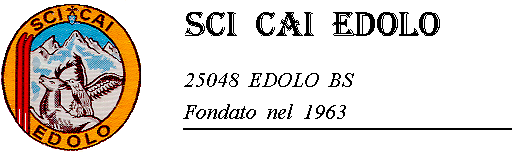 SCI CAI
EDOLO
SCI CAI EDOLO
25048 EDOLO BS
Fondato nel 1963